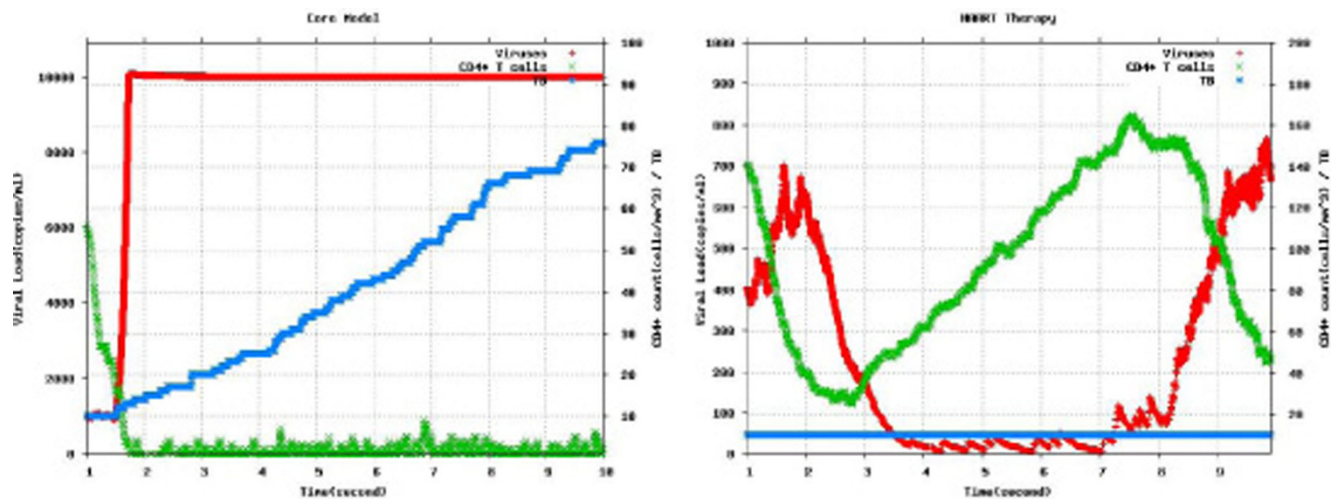 Core Model
Viruses
CD4+ T cells
TB
10000
8000
6000
4000
2000
0
100
90
80
70
60
50
40
30
20
10
1 2 3 4 5 6 7 8 9 10
Viral Load(copies/ml)
CD4+ count(cells/mm^3) / TB
Time(second)
HAART Therapy
Viruses
CD4+ T cells
TB
1000
900
800
700
600
500
400
300
200
100
0
200
180
160
140
120
100
80
60
40
20
1 2 3 4 5 6 7 8 9
Viral Load(copies/ml)
CD4+ count(cells/mm^3) / TB
Time(second)